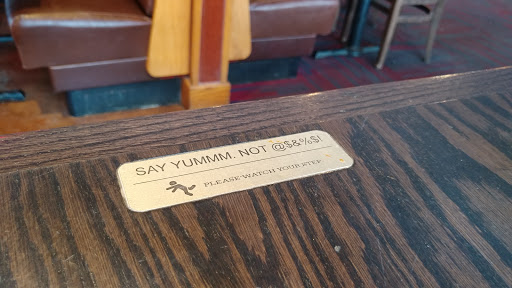 SAY YUMMM. NOT @$&%$!
PLEASE WATCH YOUR STEP